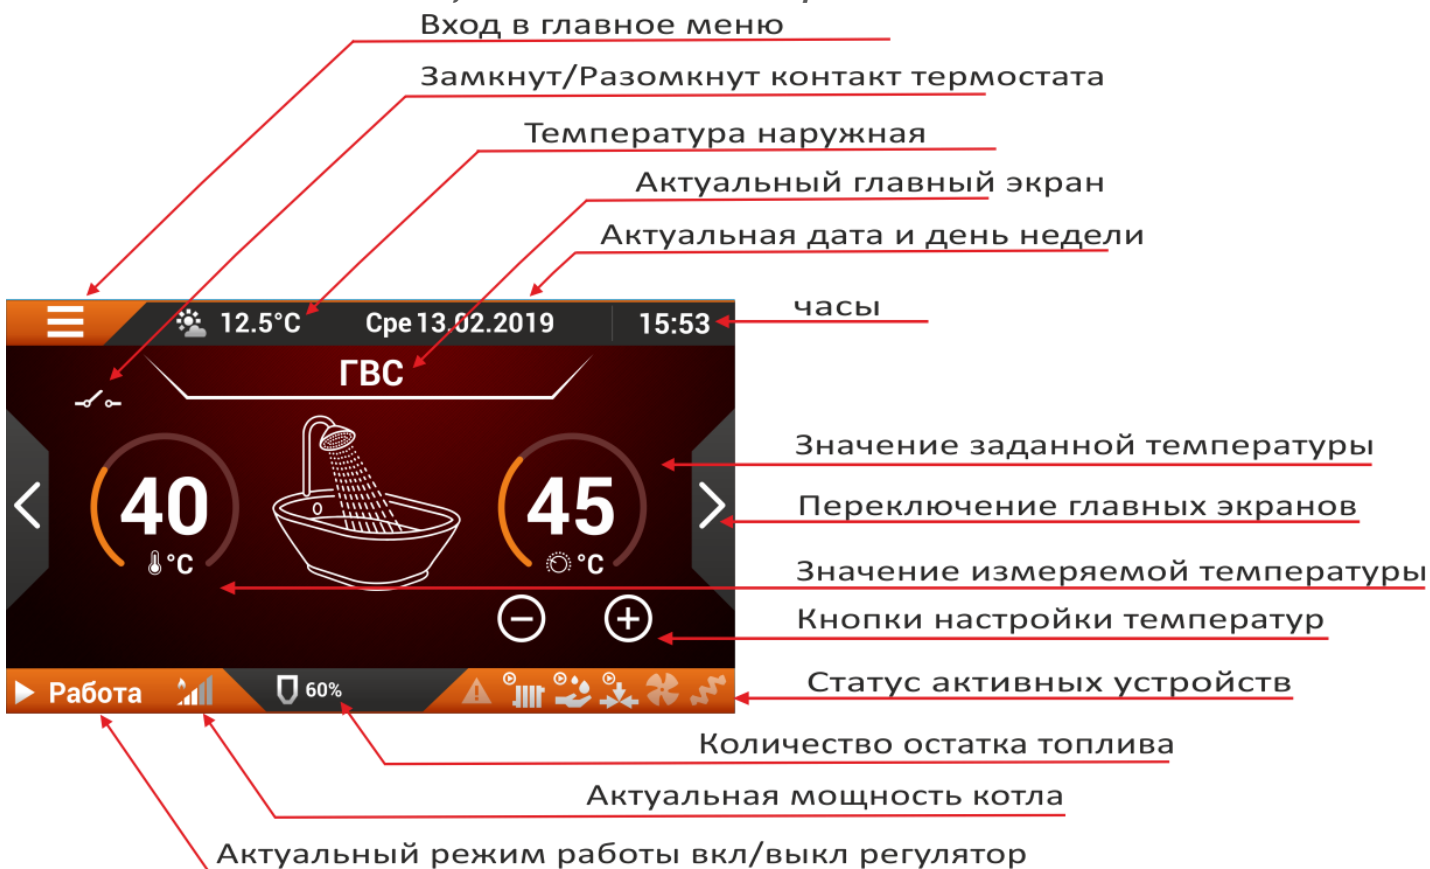 Вход в главное меню
Замкнут/Разомкнут контакт термостата
Температура наружная
Актуальный главный экран
Актуальная дата и день недели
часы
12.5°C Сре 13.02.2019 15:53
ГВС
Значение заданной температуры
40 45
Переключение главных экранов
°C °C
Значение измеряемой температуры
Кнопки настройки температур
Работа 60%
Статус активных устройств
Количество остатка топлива
Актуальная мощность котла
Актуальный режим работы вкл/выкл регулятор